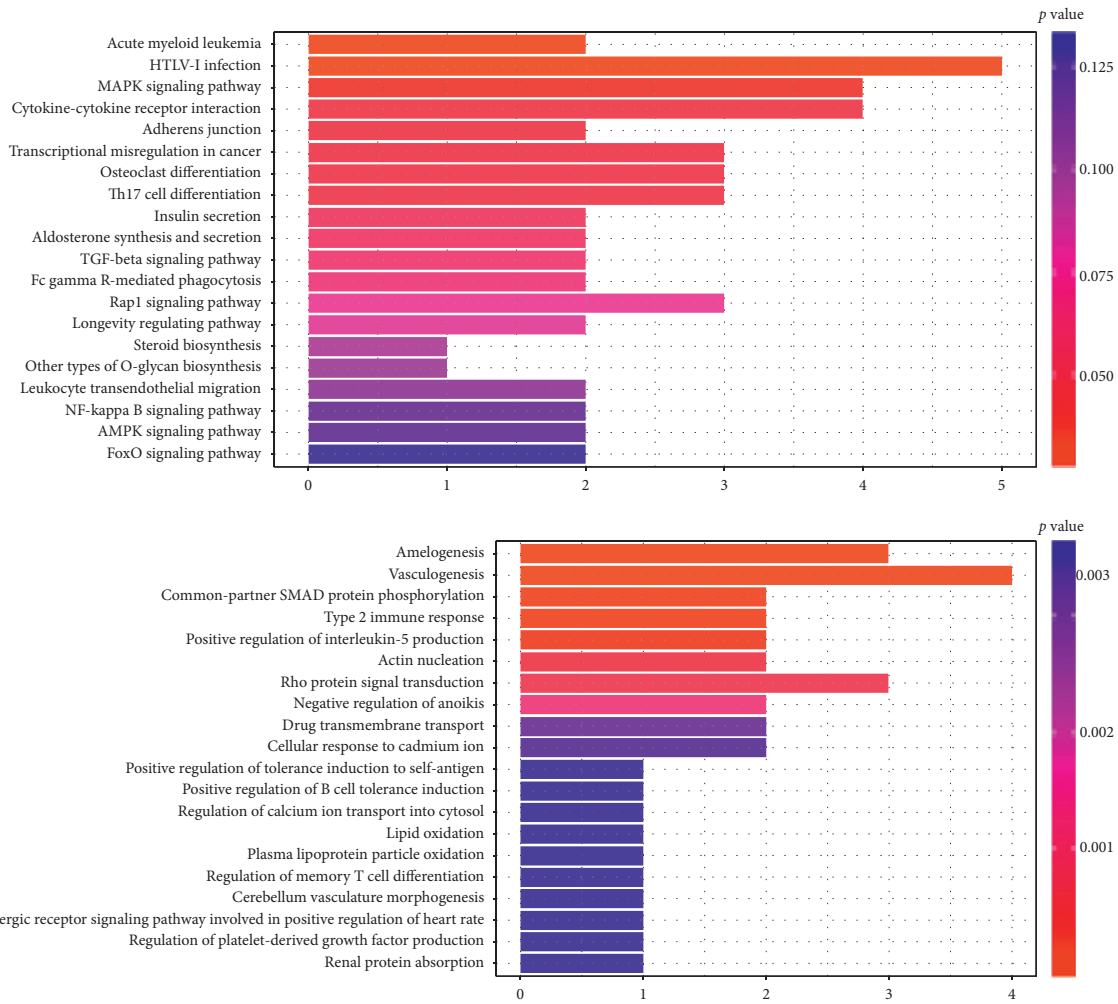 p value
Acute myeloid leukemia
HTLV-I infection
MAPK signaling pathway
Cytokine-cytokine receptor interaction
Adherens junction
Transcriptional misregulation in cancer
Osteoclast differentiation
Th17 cell differentiation
Insulin secretion
Aldosterone synthesis and secretion
TGF-beta signaling pathway
Fc gamma R-mediated phagocytosis
Rap1 signaling pathway
Longevity regulating pathway
Steroid biosynthesis
Other types of O-glycan biosynthesis
Leukocyte transendothelial migration
NF-kappa B signaling pathway
AMPK signaling pathway
FoxO signaling pathway
0 1 2 3 4 5
0.125
0.100
0.075
0.050
p value
Amelogenesis
Vasculogenesis
Common-partner SMAD protein phosphorylation
Type 2 immune response
Positive regulation of interleukin-5 production
Actin nucleation
Rho protein signal transduction
Negative regulation of anoikis
Drug transmembrane transport
Cellular response to cadmium ion
Positive regulation of tolerance induction to self-antigen
Positive regulation of B cell tolerance induction
Regulation of calcium ion transport into cytosol
Lipid oxidation
Plasma lipoprotein particle oxidation
Regulation of memory T cell differentiation
Cerebellum vasculature morphogenesis
ergic receptor signaling pathway involved in positive regulation of heart rate
Regulation of platelet-derived growth factor production
Renal protein absorption
0 1 2 3 4
0.003
0.002
0.001